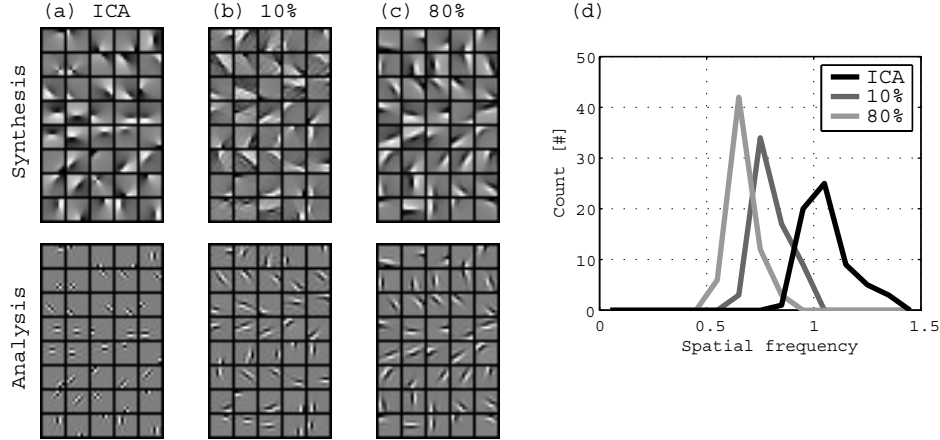 (a) ICA
(b) 10%
(c) 80%
(d)
Synthesis
Analysis
50
40
30
20
10
0
Count [#]
ICA
10%
80%
0
0.5
1
1.5
Spatial frequency